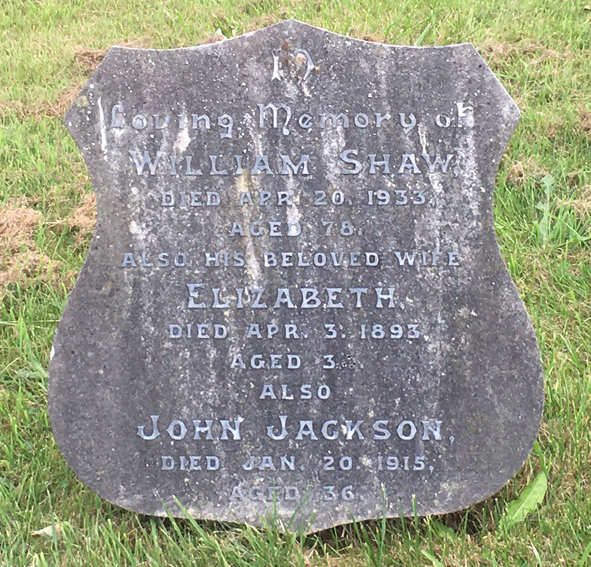 In
Loving Memory of
WILLIAM SHAW,
DIED APR. 20. 1933,
AGED 78.
ALSO HIS BELOVED WIFE
ELIZABETH,
DIED APR. 3. 1893
AGED 3
ALSO
JOHN JACKSON,
DIED JAN. 20. 1915,
AGED 36.